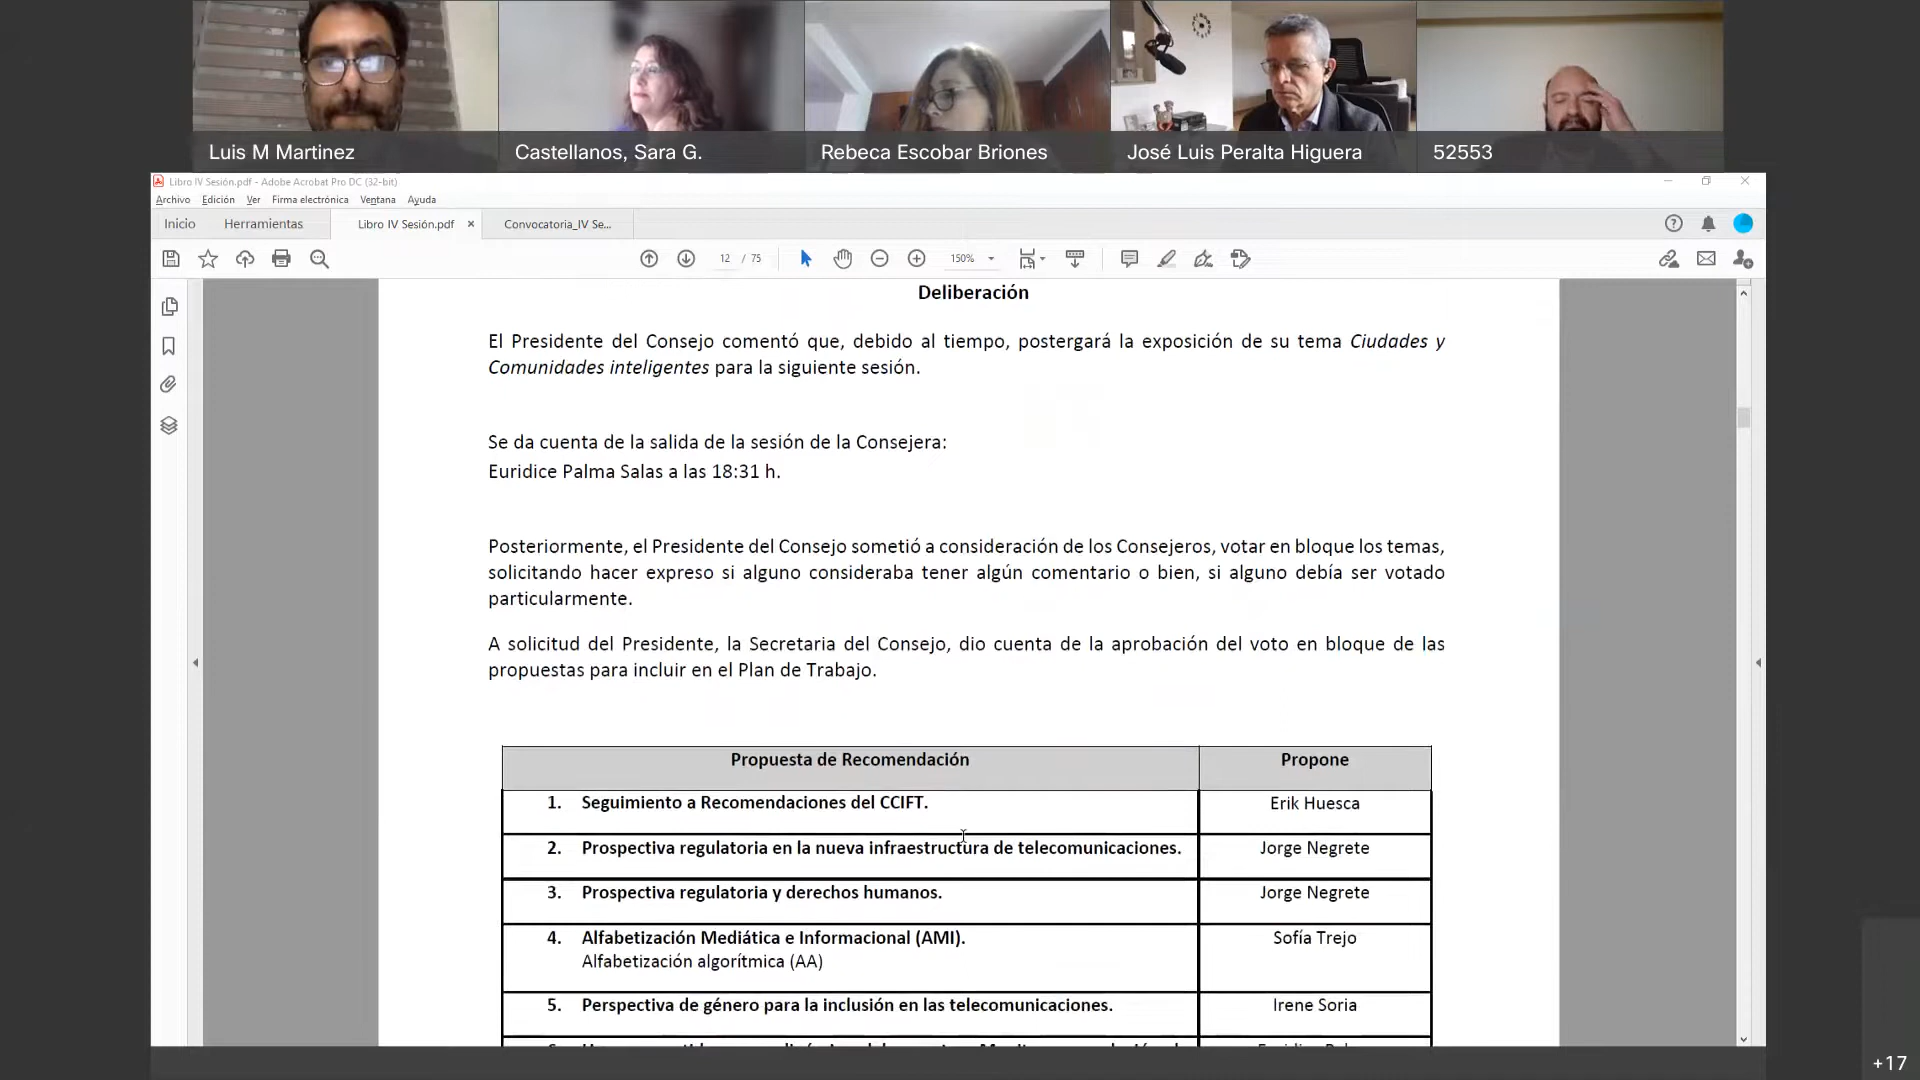 Luis M Martinez
Castellanos, Sara G.
Rebeca Escobar Briones
José Luis Peralta Higuera
52553
Libro IV Sesión.pdf - Adobe Acrobat Pro DC (32-bit)
Archivo Edición Ver Firma electrónica Ventana Ayuda
Inicio Herramientas Libro IV Sesión.pdf × Convocatoria_IV Se...
12 / 75 150%
Deliberación
El Presidente del Consejo comentó que, debido al tiempo, postergará la exposición de su tema Ciudades y
Comunidades inteligentes para la siguiente sesión.
Se da cuenta de la salida de la sesión de la Consejera:
Euridice Palma Salas a las 18:31 h.
Posteriormente, el Presidente del Consejo sometió a consideración de los Consejeros, votar en bloque los temas,
solicitando hacer expreso si alguno consideraba tener algún comentario o bien, si alguno debía ser votado
particularmente.
A solicitud del Presidente, la Secretaria del Consejo, dio cuenta de la aprobación del voto en bloque de las
propuestas para incluir en el Plan de Trabajo.
Propuesta de Recomendación Propone
1. Seguimiento a Recomendaciones del CCIFT. Erik Huesca
2. Prospectiva regulatoria en la nueva infraestructura de telecomunicaciones. Jorge Negrete
3. Prospectiva regulatoria y derechos humanos. Jorge Negrete
4. Alfabetización Mediática e Informacional (AMI). Sofía Trejo
Alfabetización algorítmica (AA)
5. Perspectiva de género para la inclusión en las telecomunicaciones. Irene Soria
+17